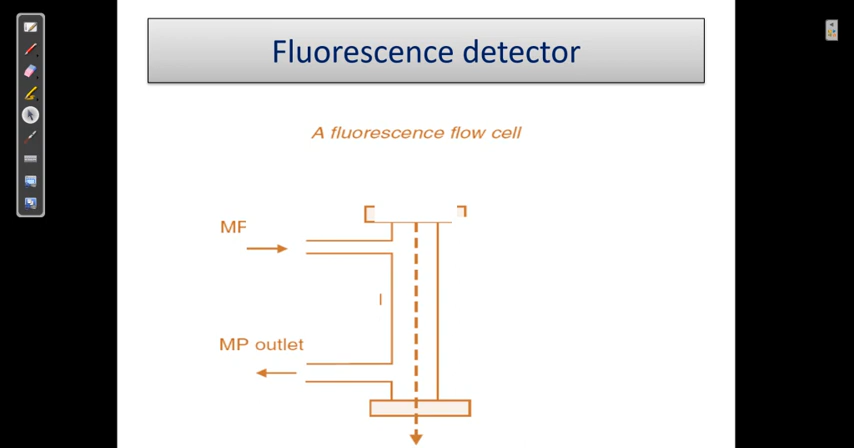 Fluorescence detector
A fluorescence flow cell
MF
MP outlet